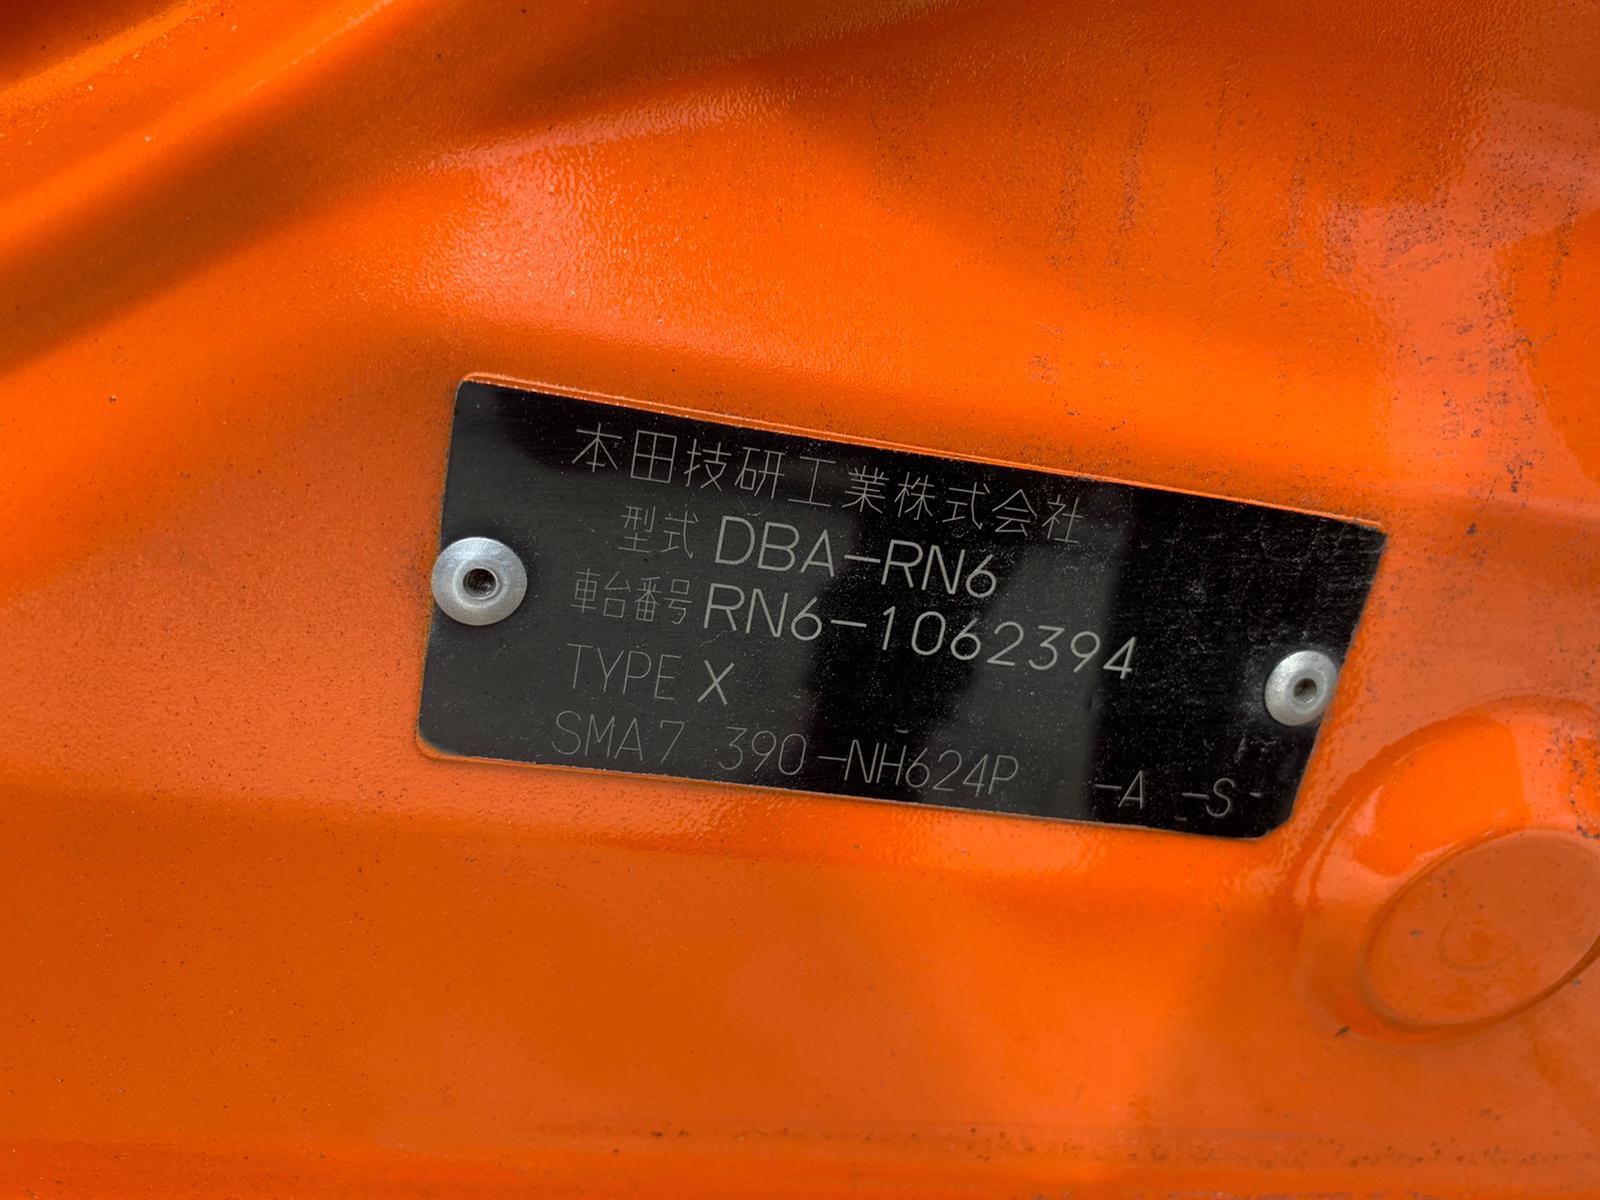 本田技研工業株式会社
型式 DBA-RN6
車台番号 RN6-1062394
TYPE X
SMA7 390-NH624P -A -S-